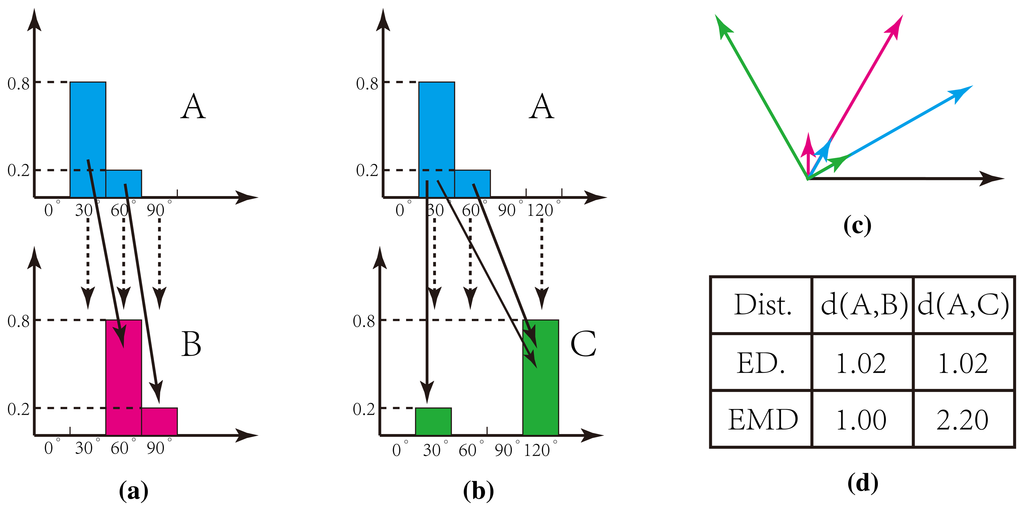 0.8
A
0.2
0° 30° 60° 90°
0.8
B
0.2
0° 30° 60° 90°
(a)
0.8
A
0.2
0° 30° 60° 90° 120°
0.8
C
0.2
0° 30° 60° 90° 120°
(b)
(c)
Dist. d(A,B) d(A,C)
ED. 1.02 1.02
EMD 1.00 2.20
(d)